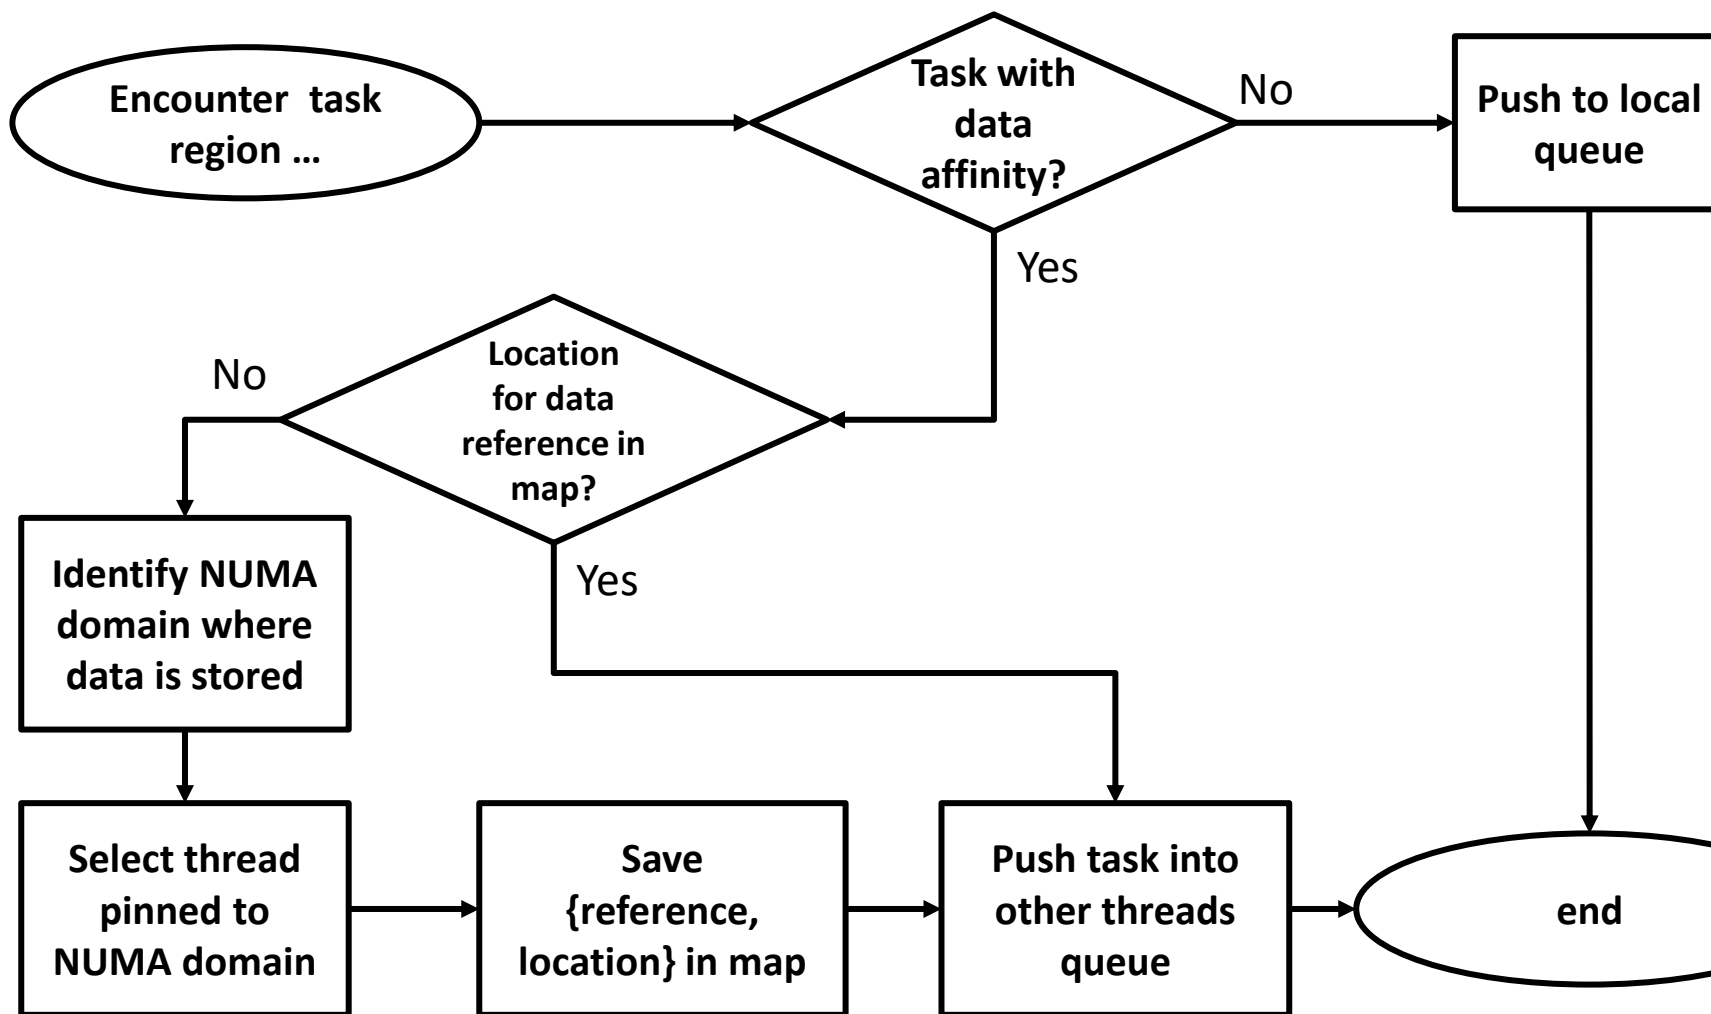 Encounter  task
region ...
Task with
data
affinity?
No
Push to local
queue
Yes
Location
for data
reference in
map?
No
Yes
Identify NUMA
domain where
data is stored
Select thread
pinned to
NUMA domain
Save
{reference,
location} in map
Push task into
other threads
queue
end